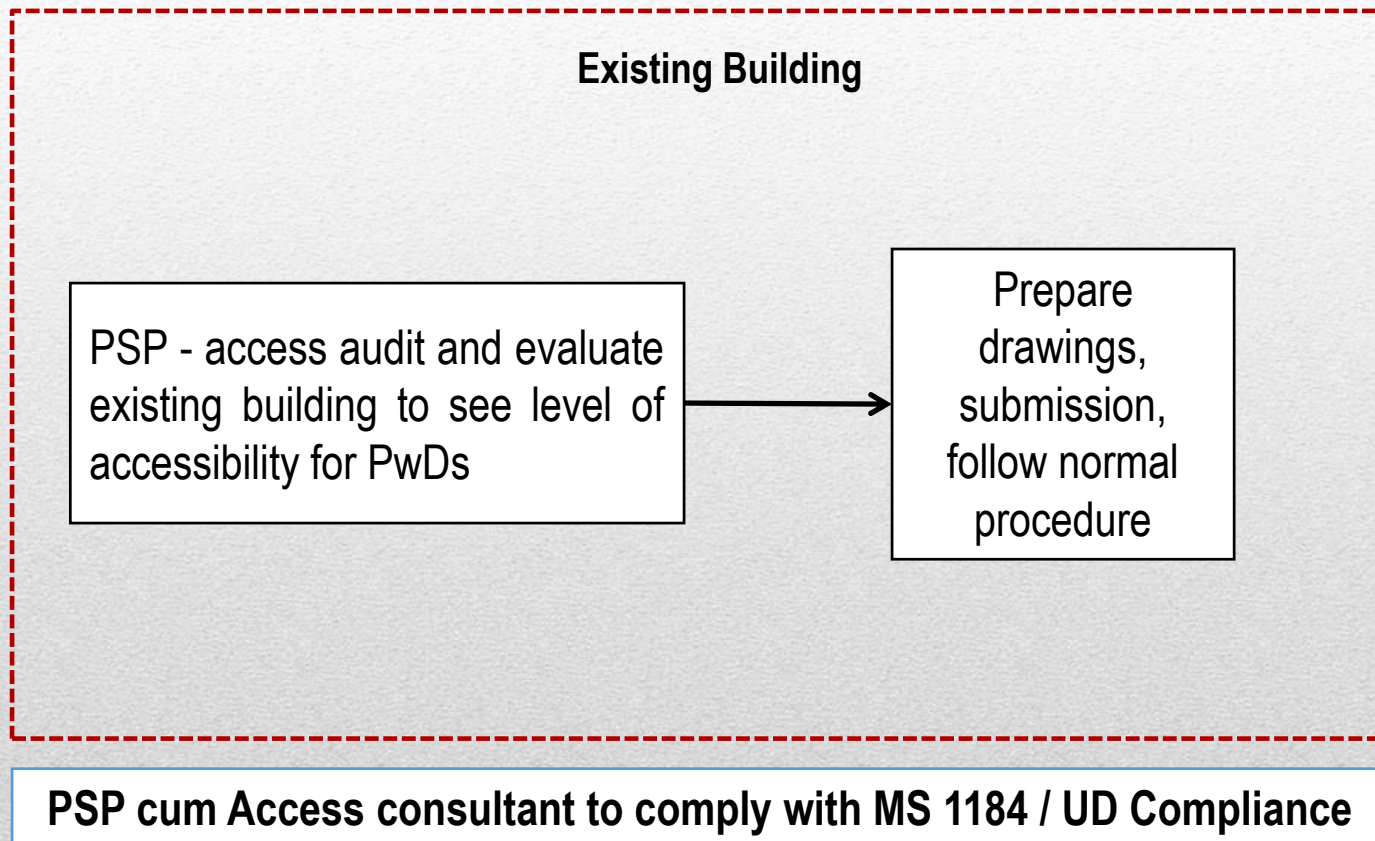 Existing Building
PSP - access audit and evaluate
existing building to see level of
accessibility for PwDs
Prepare
drawings,
submission,
follow normal
procedure
PSP cum Access consultant to comply with MS 1184 / UD Compliance